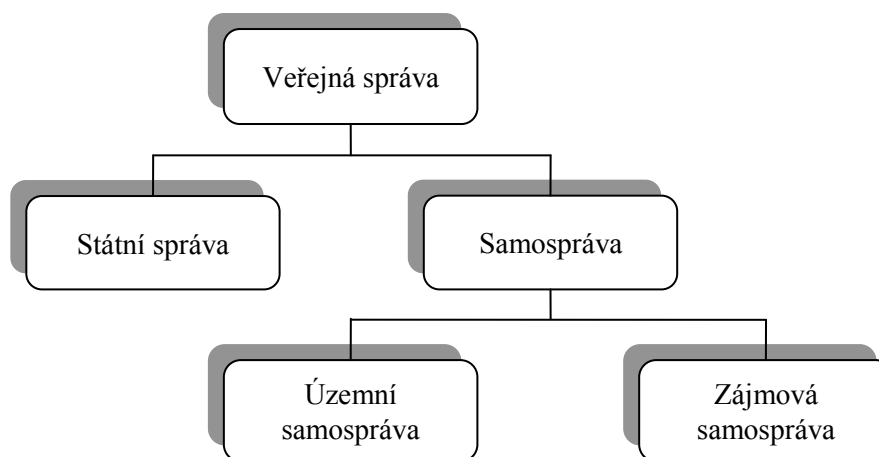 Veřejná správa
Státní správa
Samospráva
Územní
samospráva
Zájmová
samospráva